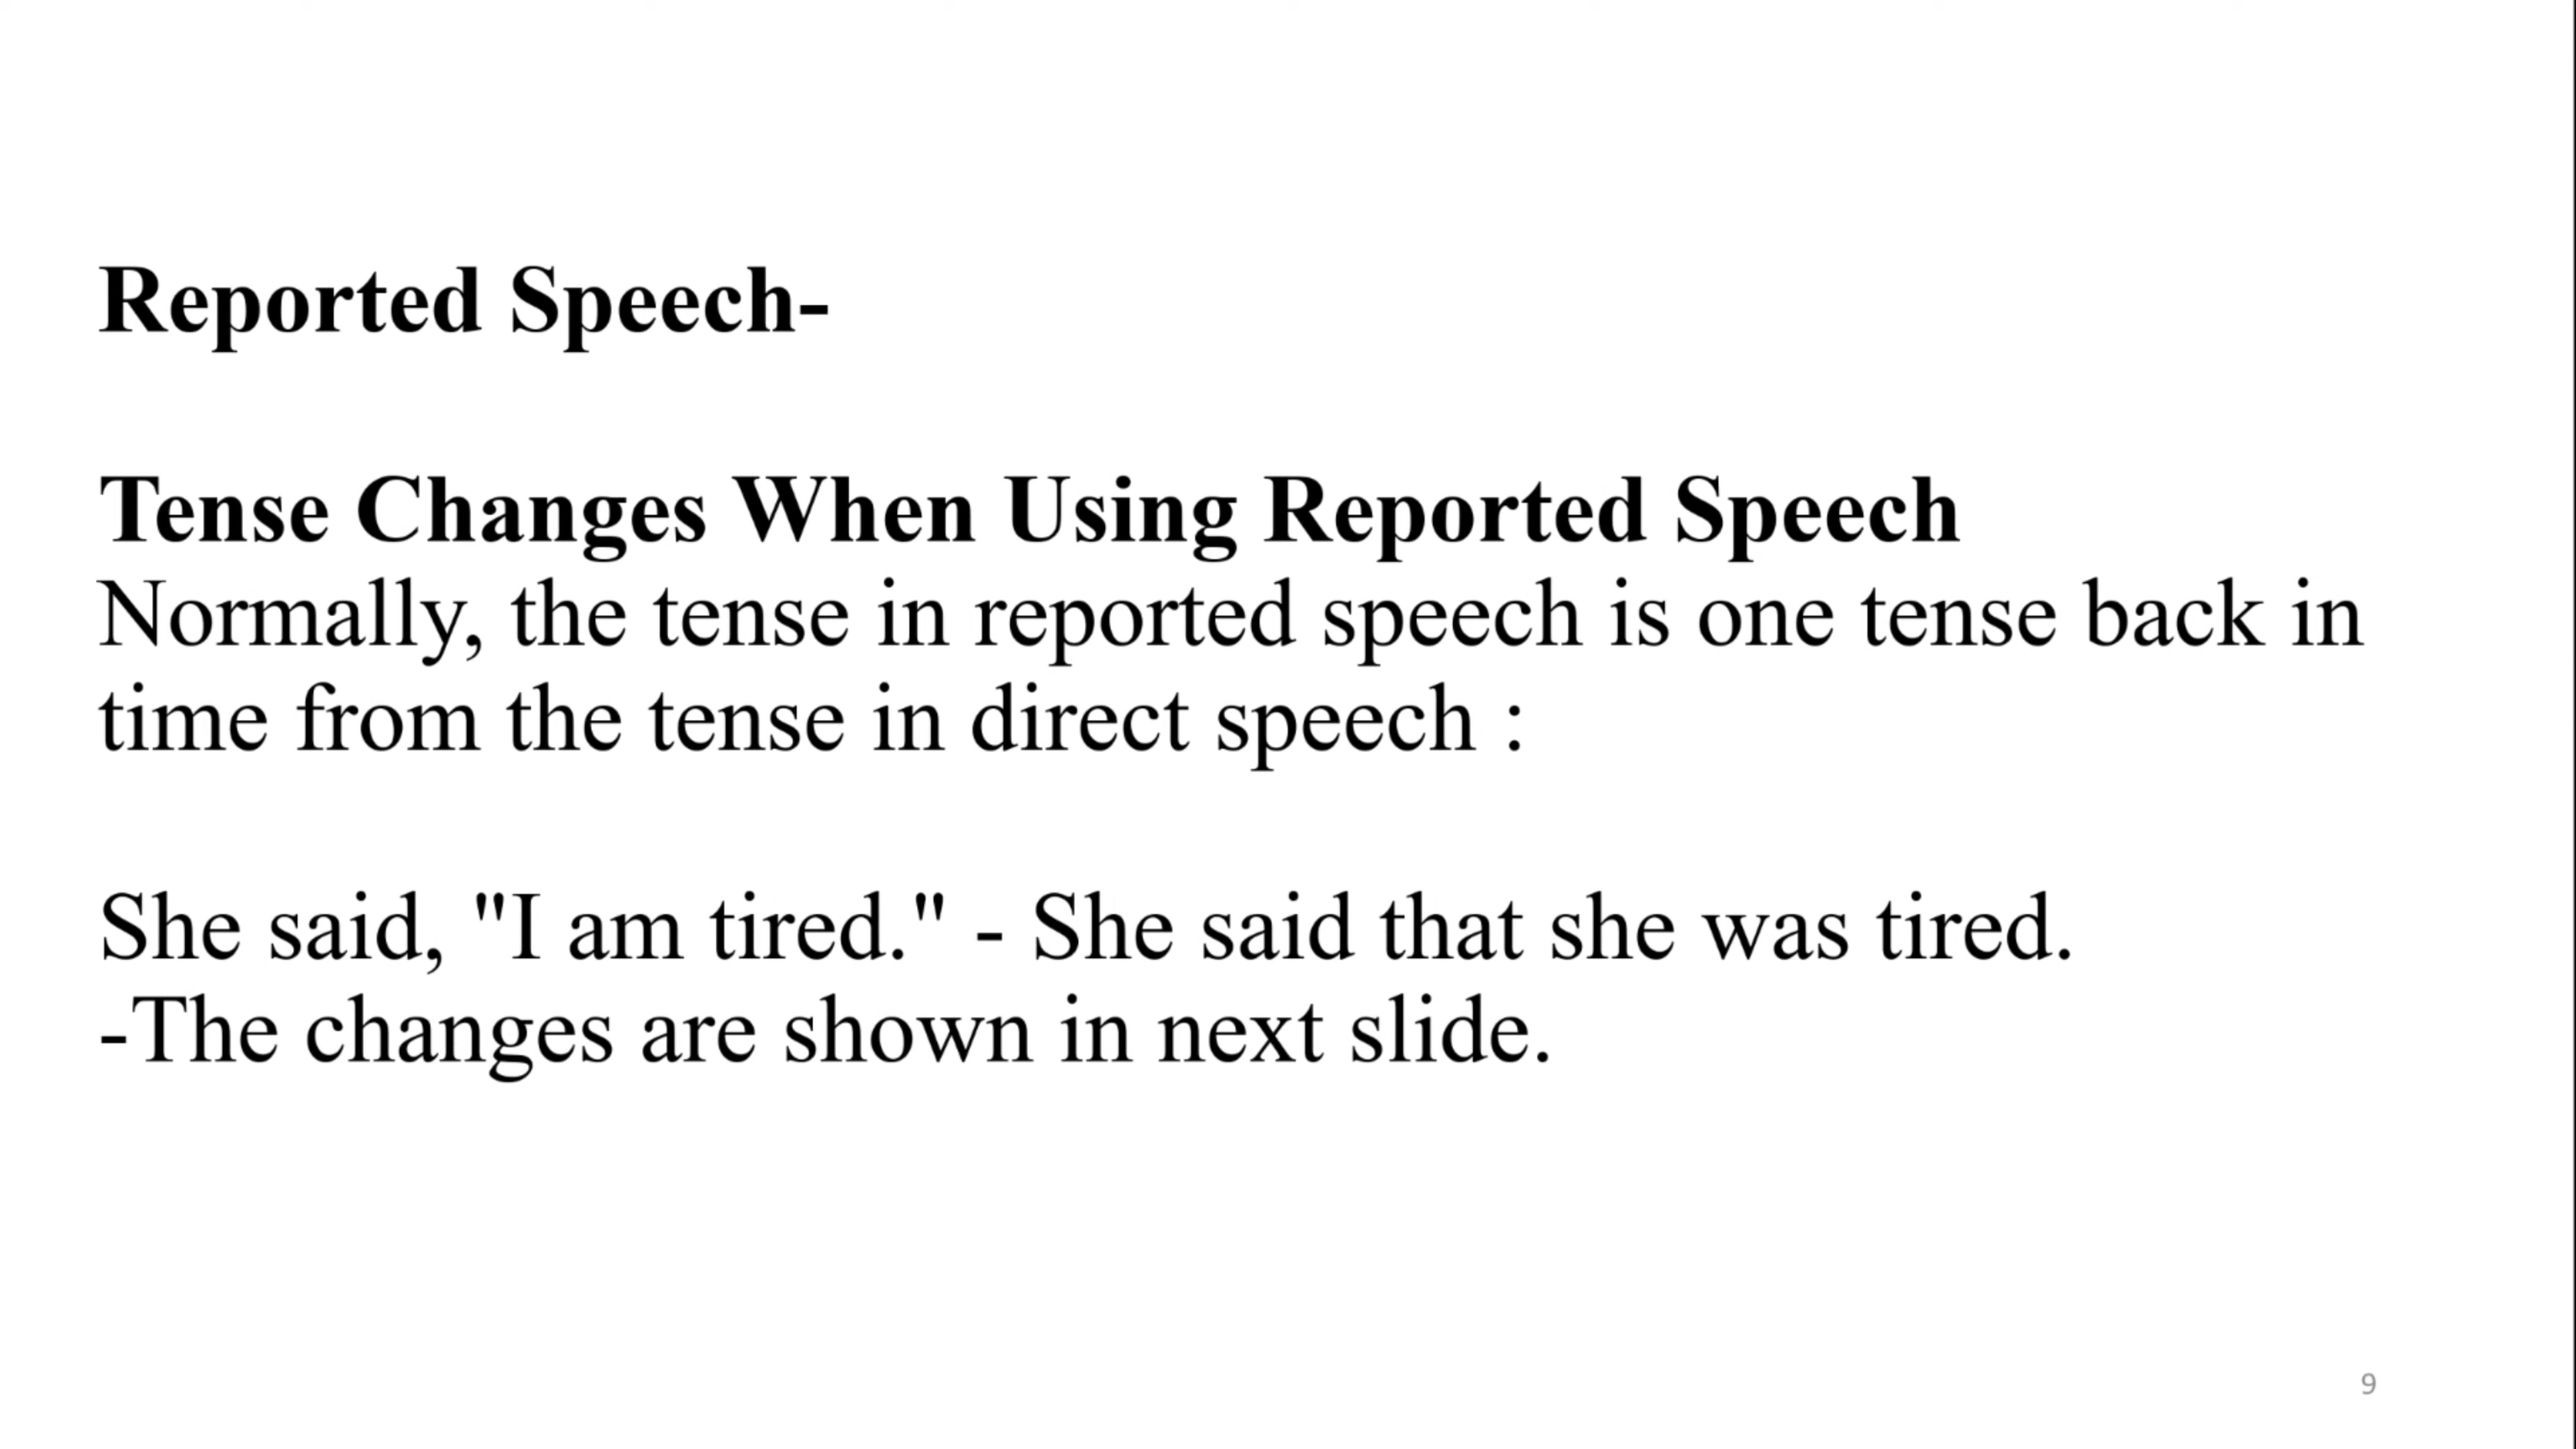 Reported Speech-
Tense Changes When Using Reported Speech
Normally, the tense in reported speech is one tense back in
time from the tense in direct speech :
She said, "I am tired." - She said that she was tired.
-The changes are shown in next slide.
9